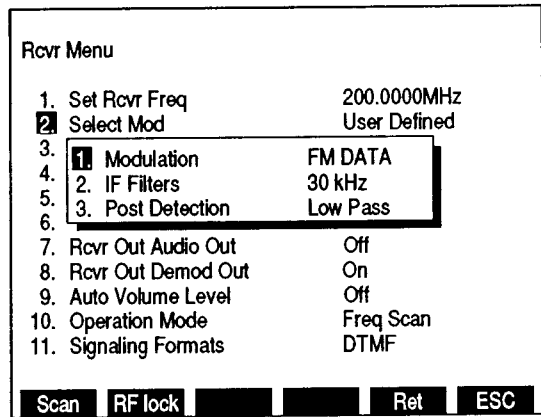 Rcvr Menu
1. Set Rcvr Freq 200.0000MHz
2. Select Mod User Defined
3.
1. Modulation FM DATA
4.
2. IF Filters 30 kHz
5.
3. Post Detection Low Pass
6.
7. Rcvr Out Audio Out Off
8. Rcvr Out Demod Out On
9. Auto Volume Level Off
10. Operation Mode Freq Scan
11. Signaling Formats DTMF
Scan RF lock Ret ESC